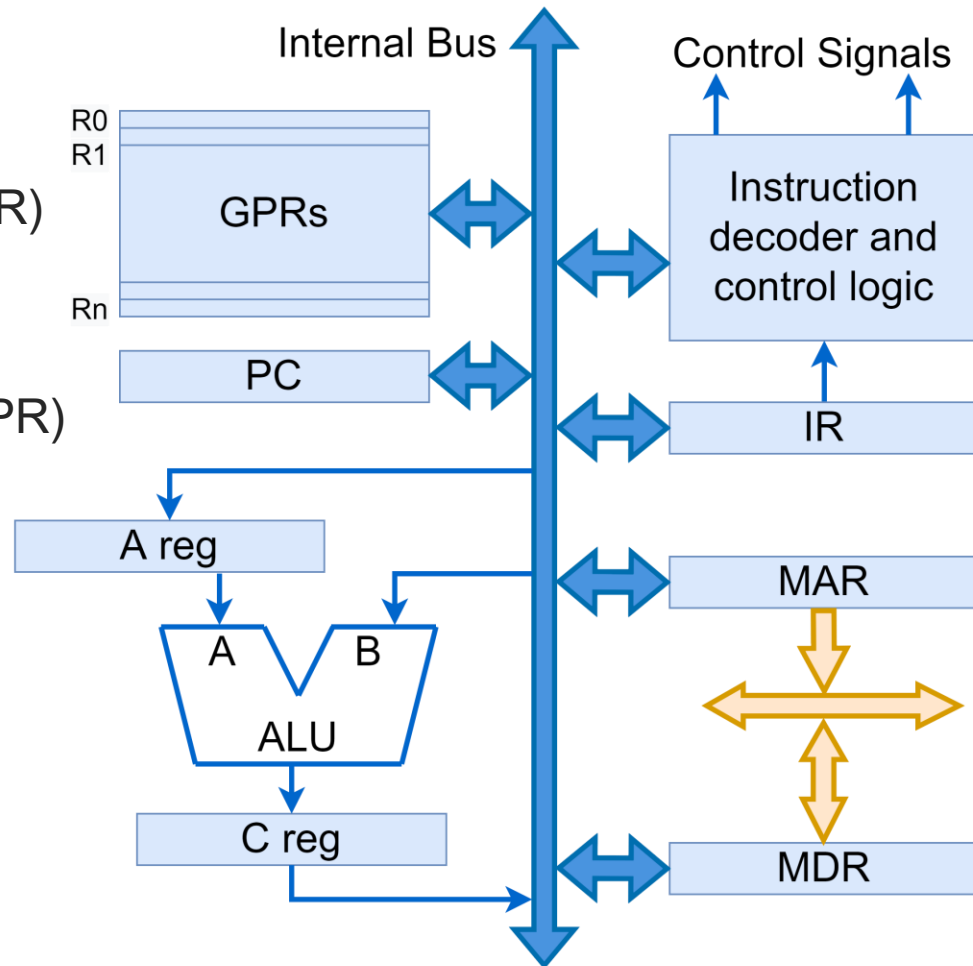 Internal Bus
Control Signals
R0
R1
R)
GPRs
Rn
Instruction
decoder and
control logic
PC
PR)
IR
A reg
MAR
A
B
ALU
C reg
MDR